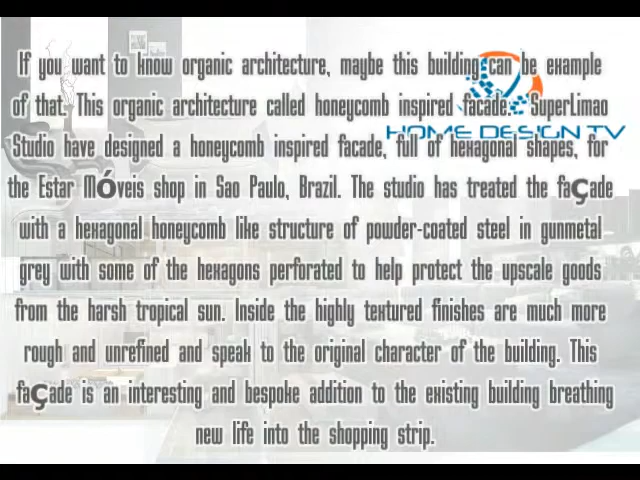 If you want to know organic architecture, maybe this building can be example
of that. This organic architecture called honeycomb inspired facade. SuperLimao
HOME DESIGN TV
Studio have designed a honeycomb inspired facade, full of hexagonal shapes, for
the Estar Móveis shop in Sao Paulo, Brazil. The studio has treated the façade
with a hexagonal honeycomb like structure of powder-coated steel in gunmetal
grey with some of the hexagons perforated to help protect the upscale goods
from the harsh tropical sun. Inside the highly textured finishes are much more
rough and unrefined and speak to the original character of the building. This
façade is an interesting and bespoke addition to the existing building breathing
new life into the shopping strip.